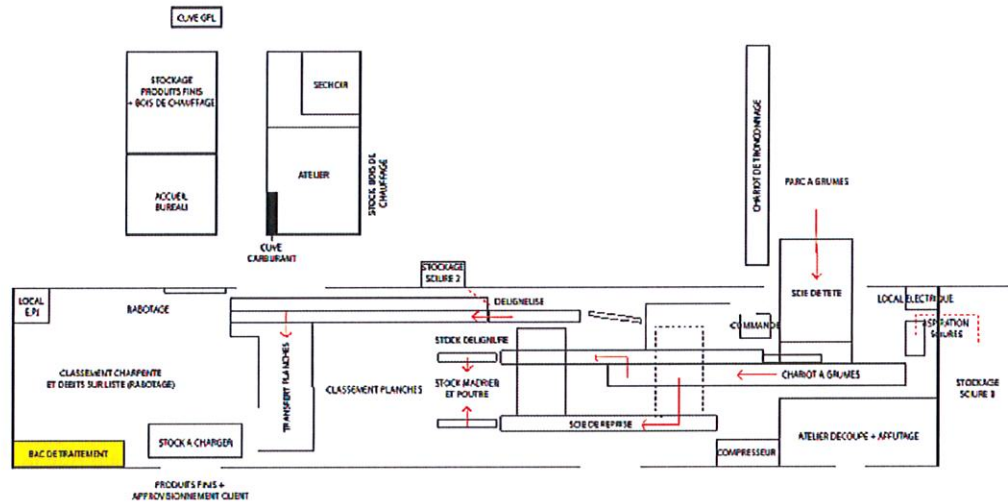 CUVE GPL
STOCKAGE
PRODUITS FINIS
+ BOIS DE CHAUFFAGE
SECHOIR
ACCUEIL
BUREAU
ATELIER
STOCK BOIS DE
CHAUFFAGE
CUVE
CARBURANT
CHARIOT DE TRONCONNAGE
PARC A GRUMES
STOCKAGE
SCIURE 2
LOCAL
E.P.I
RABOTAGE
DELIGNEUSE
SCIE DE TETE
LOCAL ELECTRIQUE
COMMANDE
ASPIRATION
SCIURES
STOCK DELIGNURE
CLASSEMENT CHARPENTE
ET DEBITS SUR LISTE (RABOTAGE)
TRANSFERT PLANCHES
CLASSEMENT PLANCHES
STOCK MADRIER
ET POUTRE
CHARIOT A GRUMES
STOCKAGE
SCIURE
SCIE DE REPRISE
STOCK A CHARGER
ATELIER DECOUPE + AFFUTAGE
BAC DE TRAITEMENT
COMPRESSEUR
PRODUITS FINIS +
APPROVISIONNEMENT CLIENT